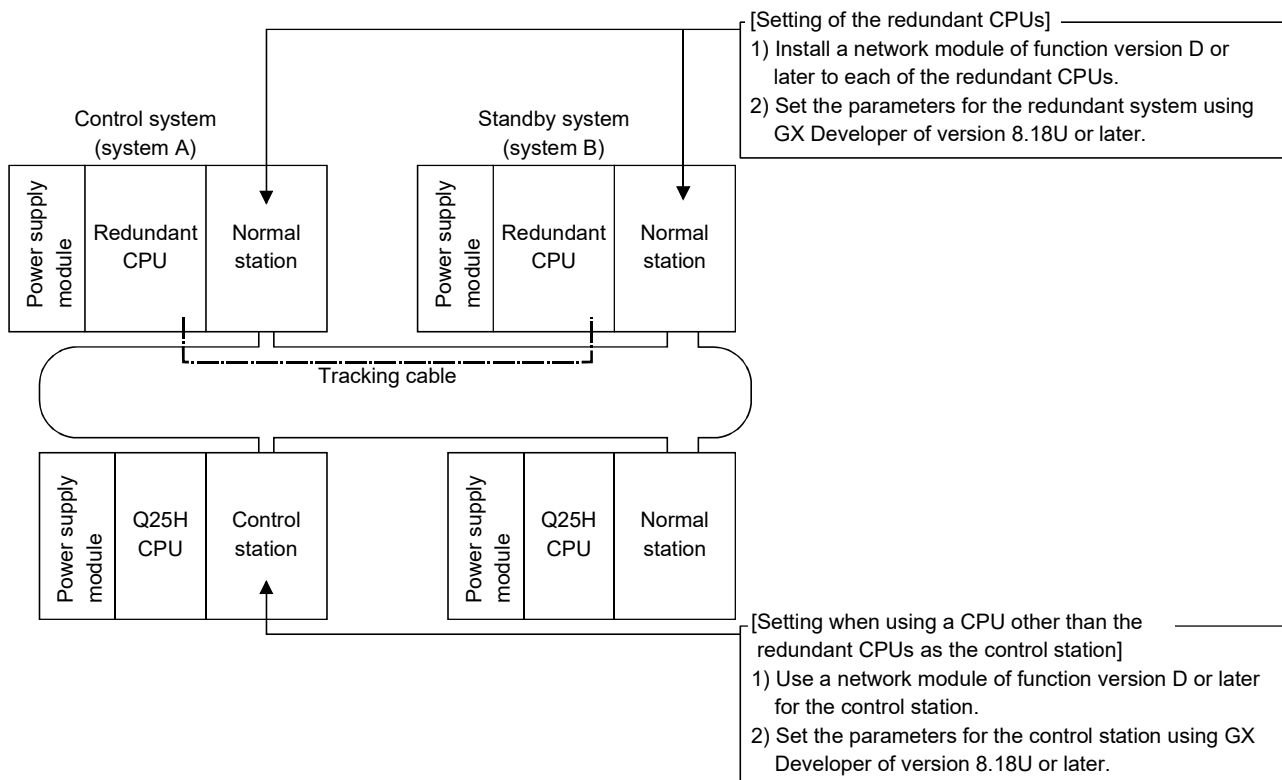 [Setting of the redundant CPUs]
1) Install a network module of function version D or
later to each of the redundant CPUs.
2) Set the parameters for the redundant system using
GX Developer of version 8.18U or later.
Control system
(system A)
Standby system
(system B)
Power supply
module
Redundant
CPU
Normal
station
Power supply
module
Redundant
CPU
Normal
station
Tracking cable
Power supply
module
Q25H
CPU
Control
station
Power supply
module
Q25H
CPU
Normal
station
[Setting when using a CPU other than the
redundant CPUs as the control station]
1) Use a network module of function version D or later
for the control station.
2) Set the parameters for the control station using GX
Developer of version 8.18U or later.